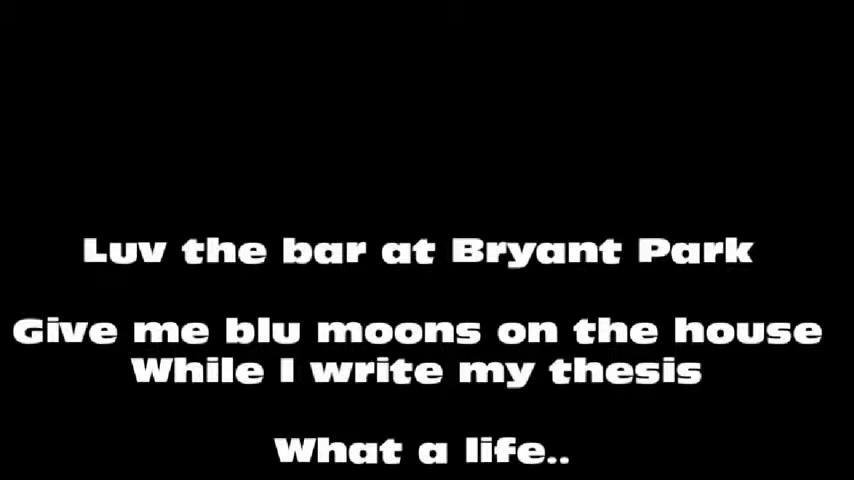 Luv the bar at Bryant Park
Give me blu moons on the house
While I write my thesis
What a life..